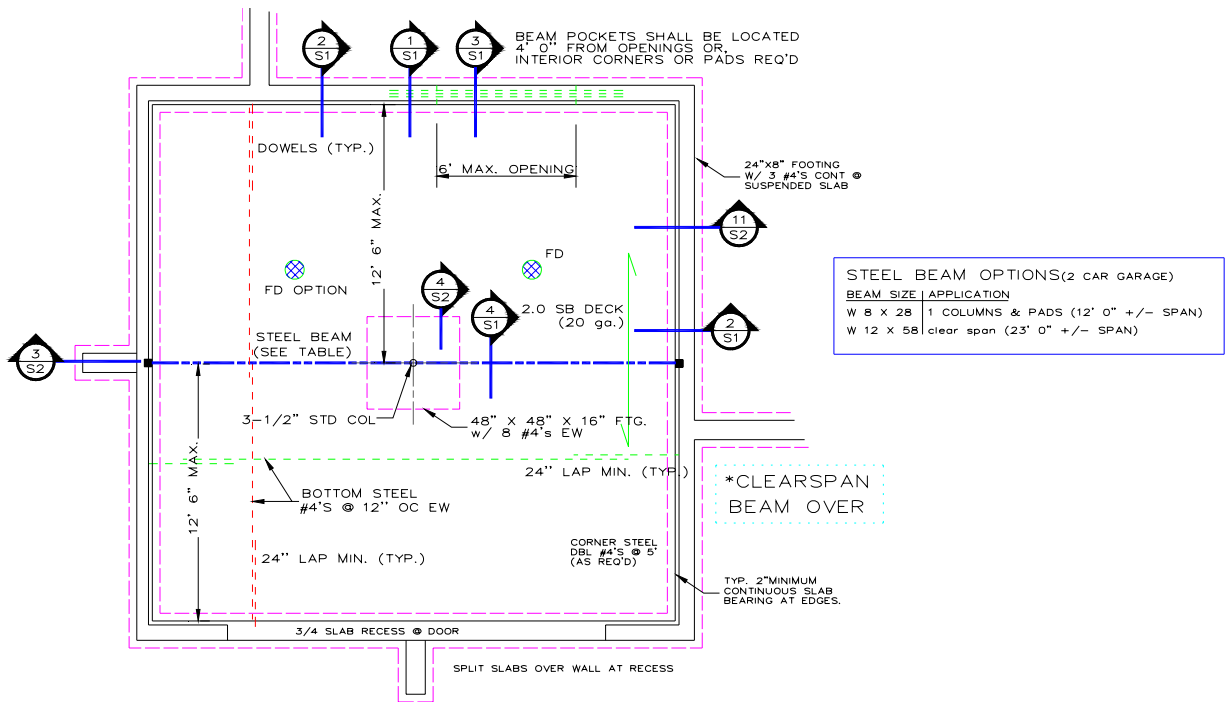 2
S1
1
S1
3
S1
BEAM POCKETS SHALL BE LOCATED
4' 0" FROM OPENINGS OR,
INTERIOR CORNERS OR PADS REQ'D
DOWELS (TYP.)
6' MAX. OPENING
12' 6" MAX.
24"X8" FOOTING
W/ 3 #4'S CONT @
SUSPENDED SLAB
11
S2
FD OPTION
FD
4
S2
4
S1
2.0 SB DECK
(20 ga.)
2
S1
STEEL BEAM OPTIONS(2 CAR GARAGE)
BEAM SIZE APPLICATION
W 8 X 28 1 COLUMNS & PADS (12' 0" +/- SPAN)
W 12 X 58 clear span (23' 0" +/- SPAN)
STEEL BEAM
(SEE TABLE)
3
S2
3-1/2" STD COL
48" X 48" X 16" FTG.
w/ 8 #4's EW
12' 6" MAX.
24" LAP MIN. (TYP.)
*CLEARSPAN
BEAM OVER
BOTTOM STEEL
#4'S @ 12" OC EW
24" LAP MIN. (TYP.)
CORNER STEEL
DBL #4'S @ 5'
(AS REQ'D)
TYP. 2"MINIMUM
CONTINUOUS SLAB
BEARING AT EDGES.
3/4 SLAB RECESS @ DOOR
SPLIT SLABS OVER WALL AT RECESS